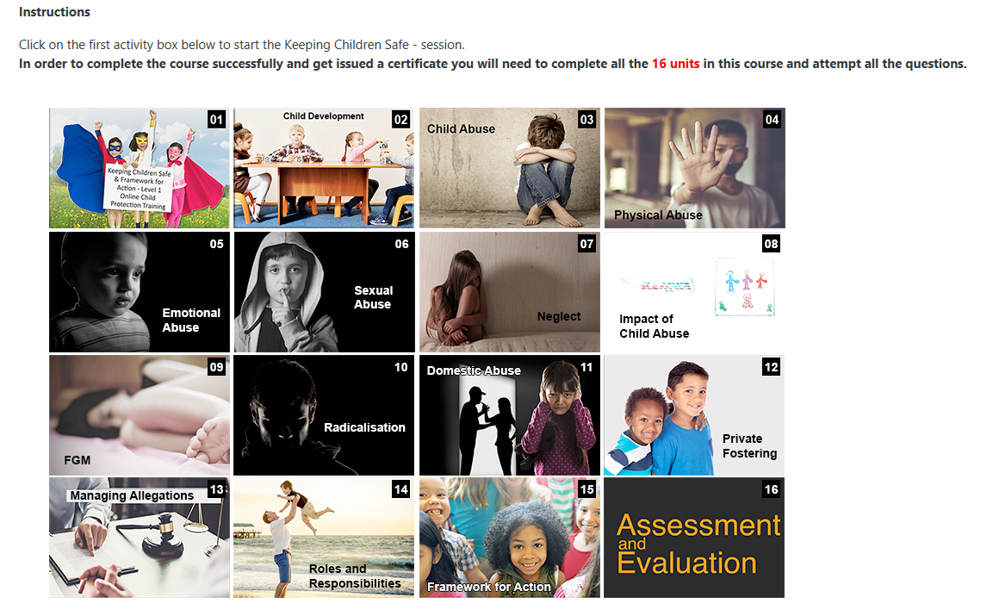 Instructions
Click on the first activity box below to start the Keeping Children Safe - session.
In order to complete the course successfully and get issued a certificate you will need to complete all the 16 units in this course and attempt all the questions.
01
Keeping Children Safe
& Framework for
Action - Level 1
Online Child
Protection Training
Child Development
02
Child Abuse
03
04
Physical Abuse
05
Emotional
Abuse
06
Sexual
Abuse
07
Neglect
08
Impact of
Child Abuse
09
FGM
10
Radicalisation
Domestic Abuse
11
12
Private
Fostering
Managing Allegations
13
14
Roles and
Responsibilities
15
Framework for Action
16
Assessment
and
Evaluation